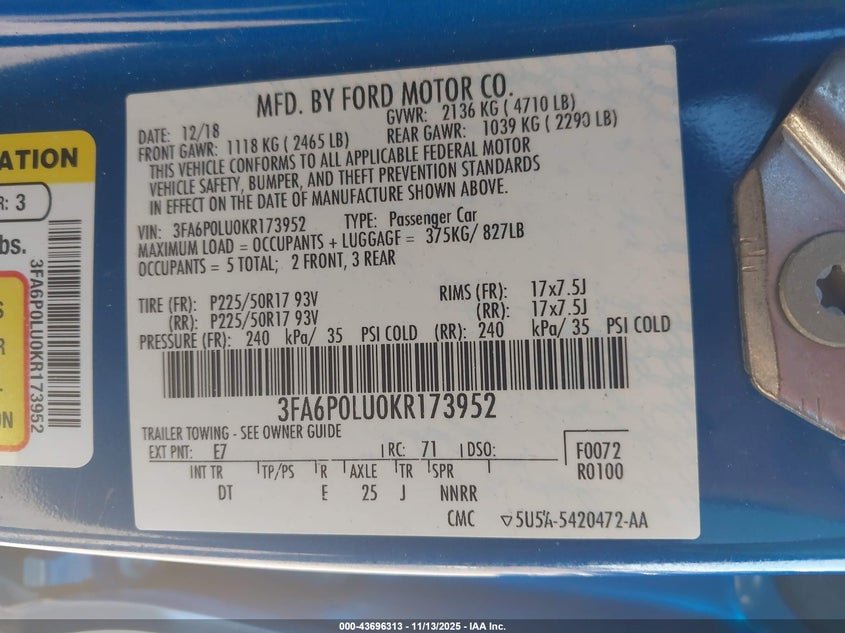 MFD. BY FORD MOTOR CO.
DATE: 12/18
GVWR: 2136 KG ( 4710 LB)
FRONT GAWR: 1118 KG ( 2465 LB)
REAR GAWR: 1039 KG ( 2290 LB)
THIS VEHICLE CONFORMS TO ALL APPLICABLE FEDERAL MOTOR
VEHICLE SAFETY, BUMPER, AND THEFT PREVENTION STANDARDS
IN EFFECT ON THE DATE OF MANUFACTURE SHOWN ABOVE.
VIN: 3FA6P0LU0KR173952 TYPE: Passenger Car
MAXIMUM LOAD = OCCUPANTS + LUGGAGE = 375KG/ 827LB
OCCUPANTS = 5 TOTAL; 2 FRONT, 3 REAR
TIRE (FR): P225/50R17 93V RIMS (FR): 17x7.5J
(RR): P225/50R17 93V (RR): 17x7.5J
PRESSURE (FR): 240 kPa/ 35 PSI COLD (RR): 240 kPa/ 35 PSI COLD
3FA6P0LU0KR173952
TRAILER TOWING - SEE OWNER GUIDE
EXT PNT: E7 RC: 71 DSO: F0072
INT TR TP/PS R AXLE TR SPR R0100
DT E 25 J NNRR
CMC ▽5U5A-5420472-AA
ATION
R: 3
bs.
3FA6P0LU0KR173952
S
R
L-
ON
000-43696313 - 11/13/2025 - IAA Inc.